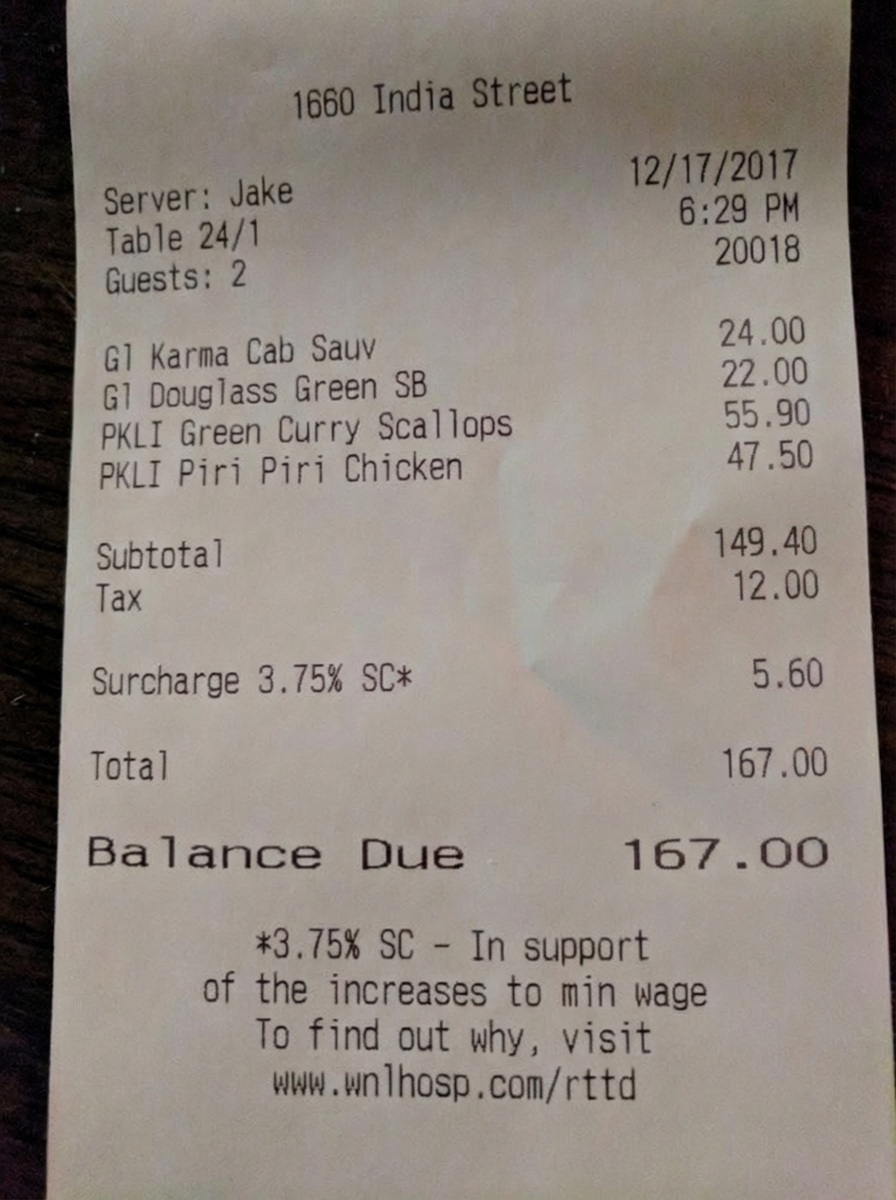 1660 India Street
Server: Jake 12/17/2017
Table 24/1 6:29 PM
Guests: 2 20018
Gl Karma Cab Sauv 24.00
Gl Douglass Green SB 22.00
PKLI Green Curry Scallops 55.90
PKLI Piri Piri Chicken 47.50
Subtotal 149.40
Tax 12.00
Surcharge 3.75% SC* 5.60
Total 167.00
Balance Due 167.00
*3.75% SC - In support
of the increases to min wage
To find out why, visit
www.wnlhosp.com/rttd